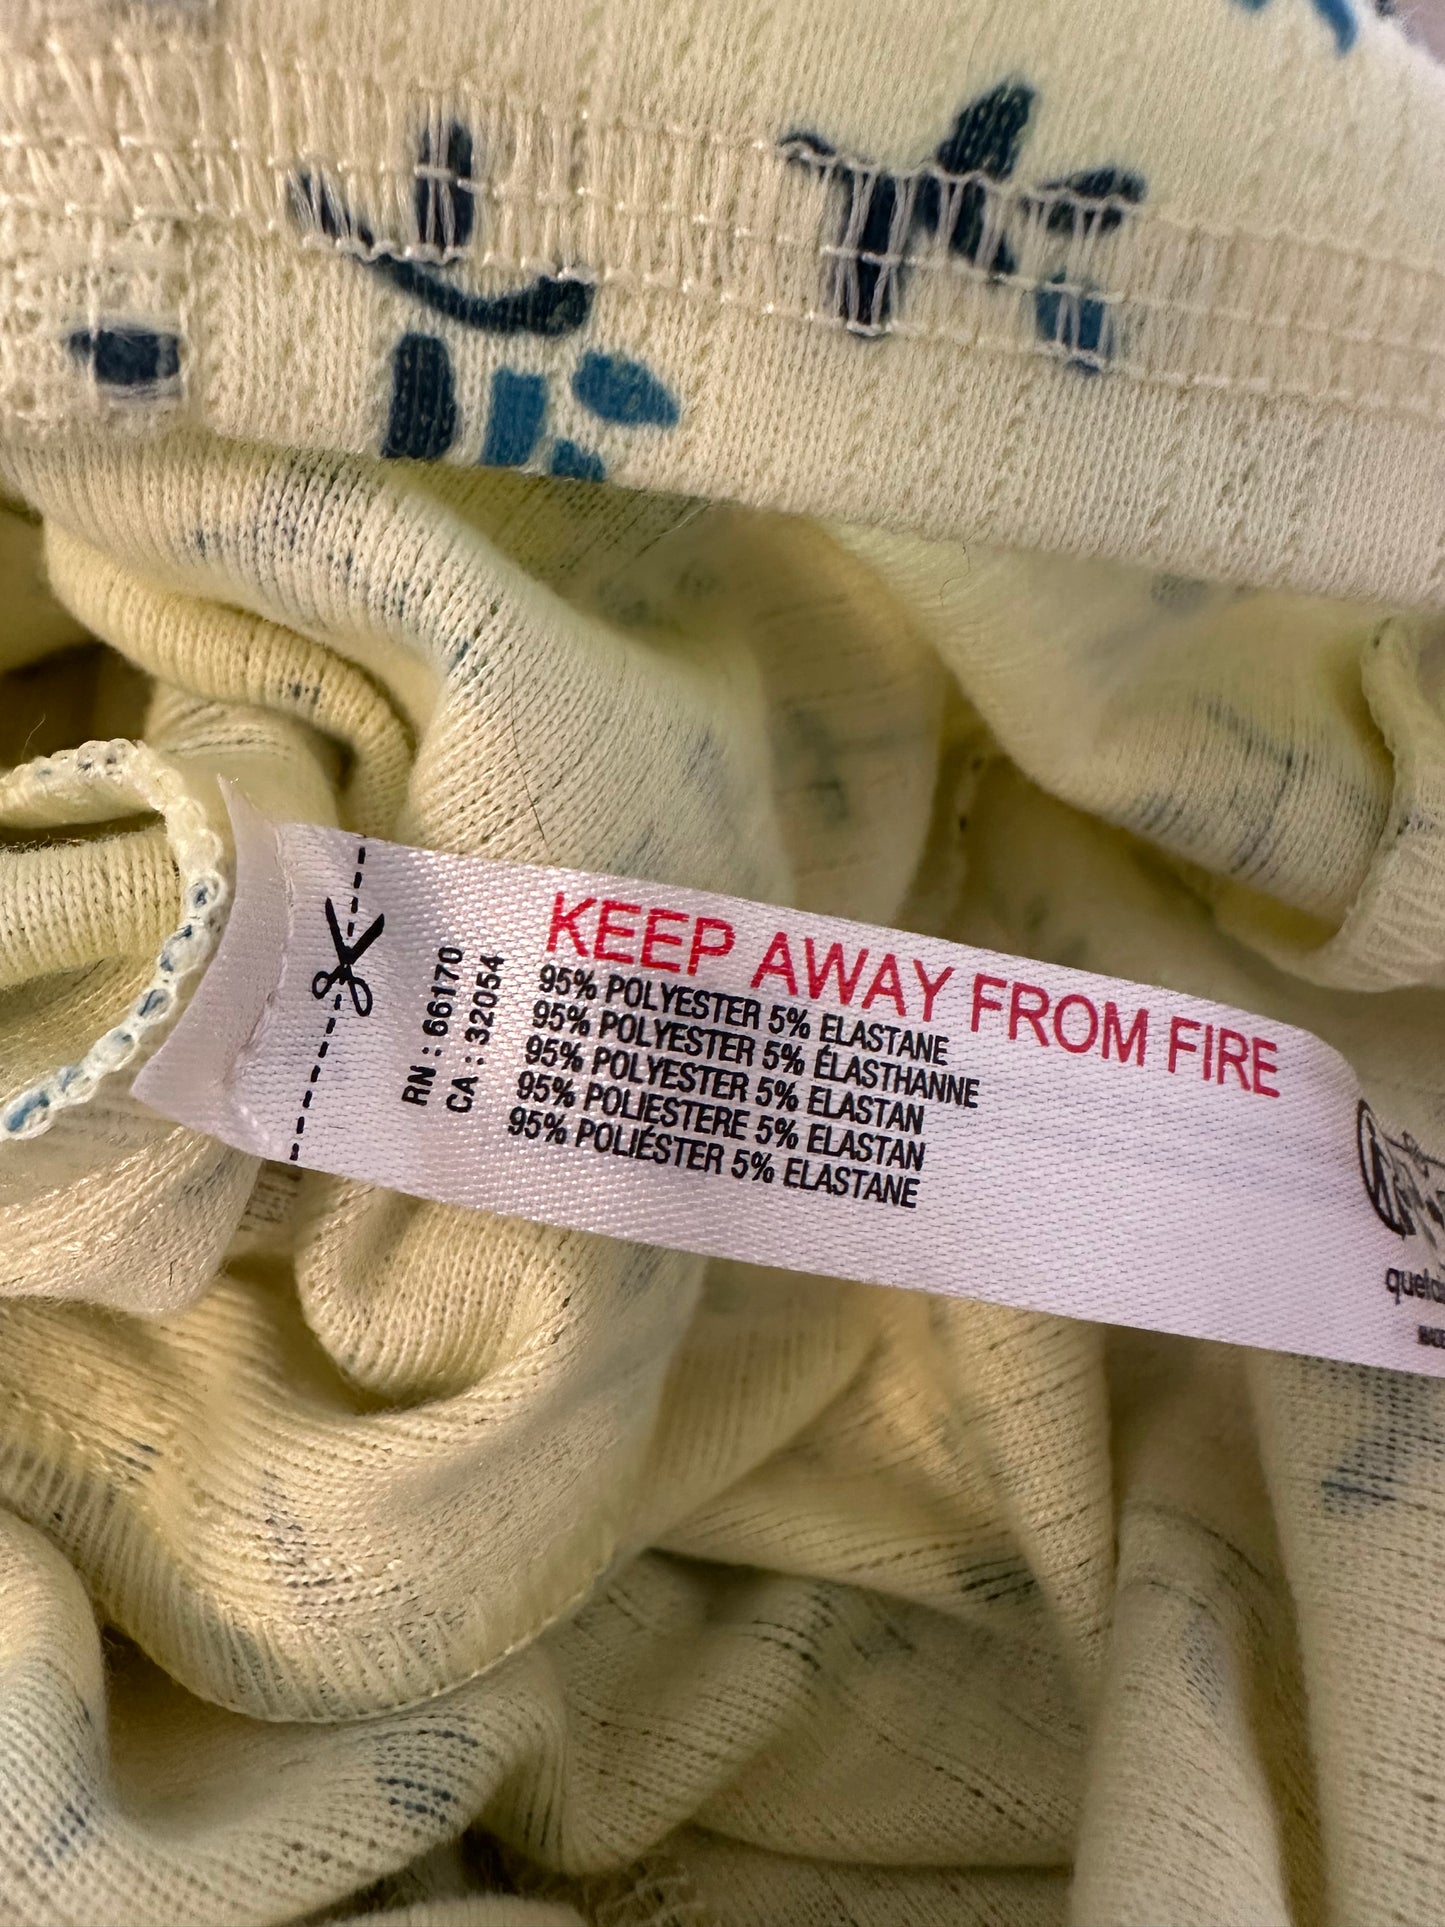 RN : 66170
CA : 32054
KEEP AWAY FROM FIRE
95% POLYESTER 5% ELASTANE
95% POLYESTER 5% ÉLASTHANNE
95% POLYESTER 5% ELASTAN
95% POLIESTERE 5% ELASTAN
95% POLIÉSTER 5% ELASTANE